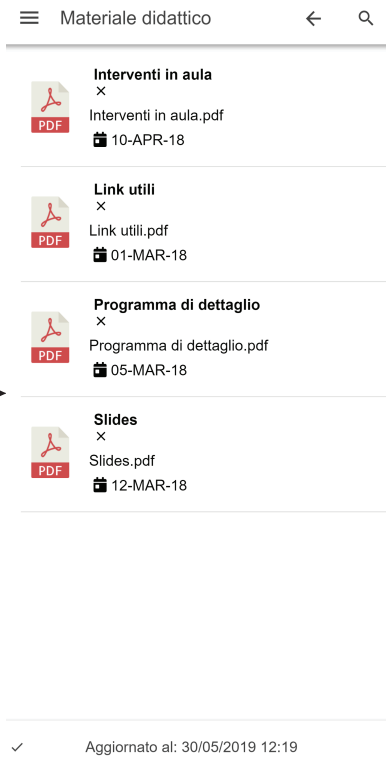 Materiale didattico
Interventi in aula
PDF
Interventi in aula.pdf
10-APR-18
Link utili
PDF
Link utili.pdf
01-MAR-18
Programma di dettaglio
PDF
Programma di dettaglio.pdf
05-MAR-18
Slides
PDF
Slides.pdf
12-MAR-18
Aggiornato al: 30/05/2019 12:19